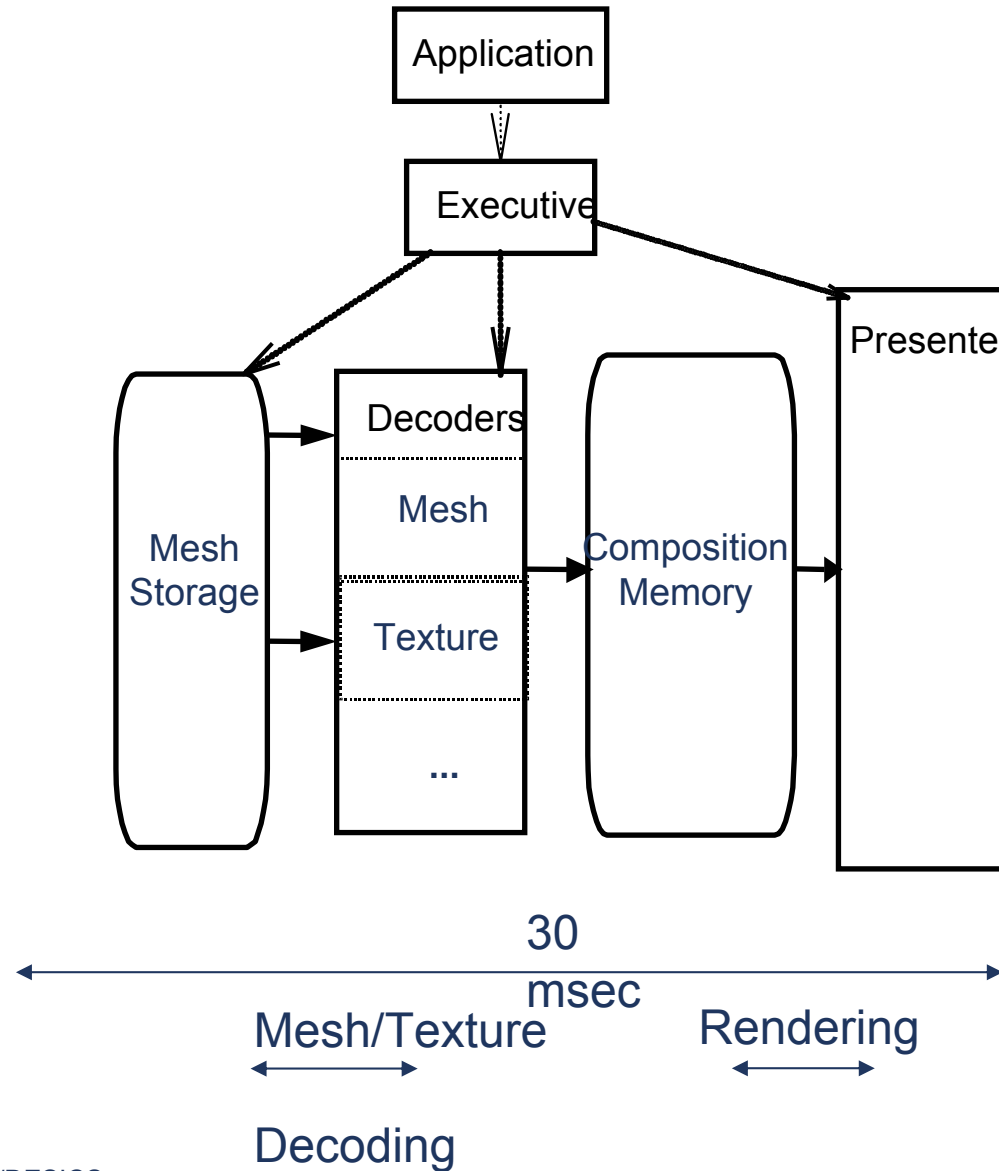 Application
Executive
Presente
Decoders
Mesh
Mesh
Storage
Composition
Memory
Texture
...
30
msec
Mesh/Texture
Rendering
Decoding